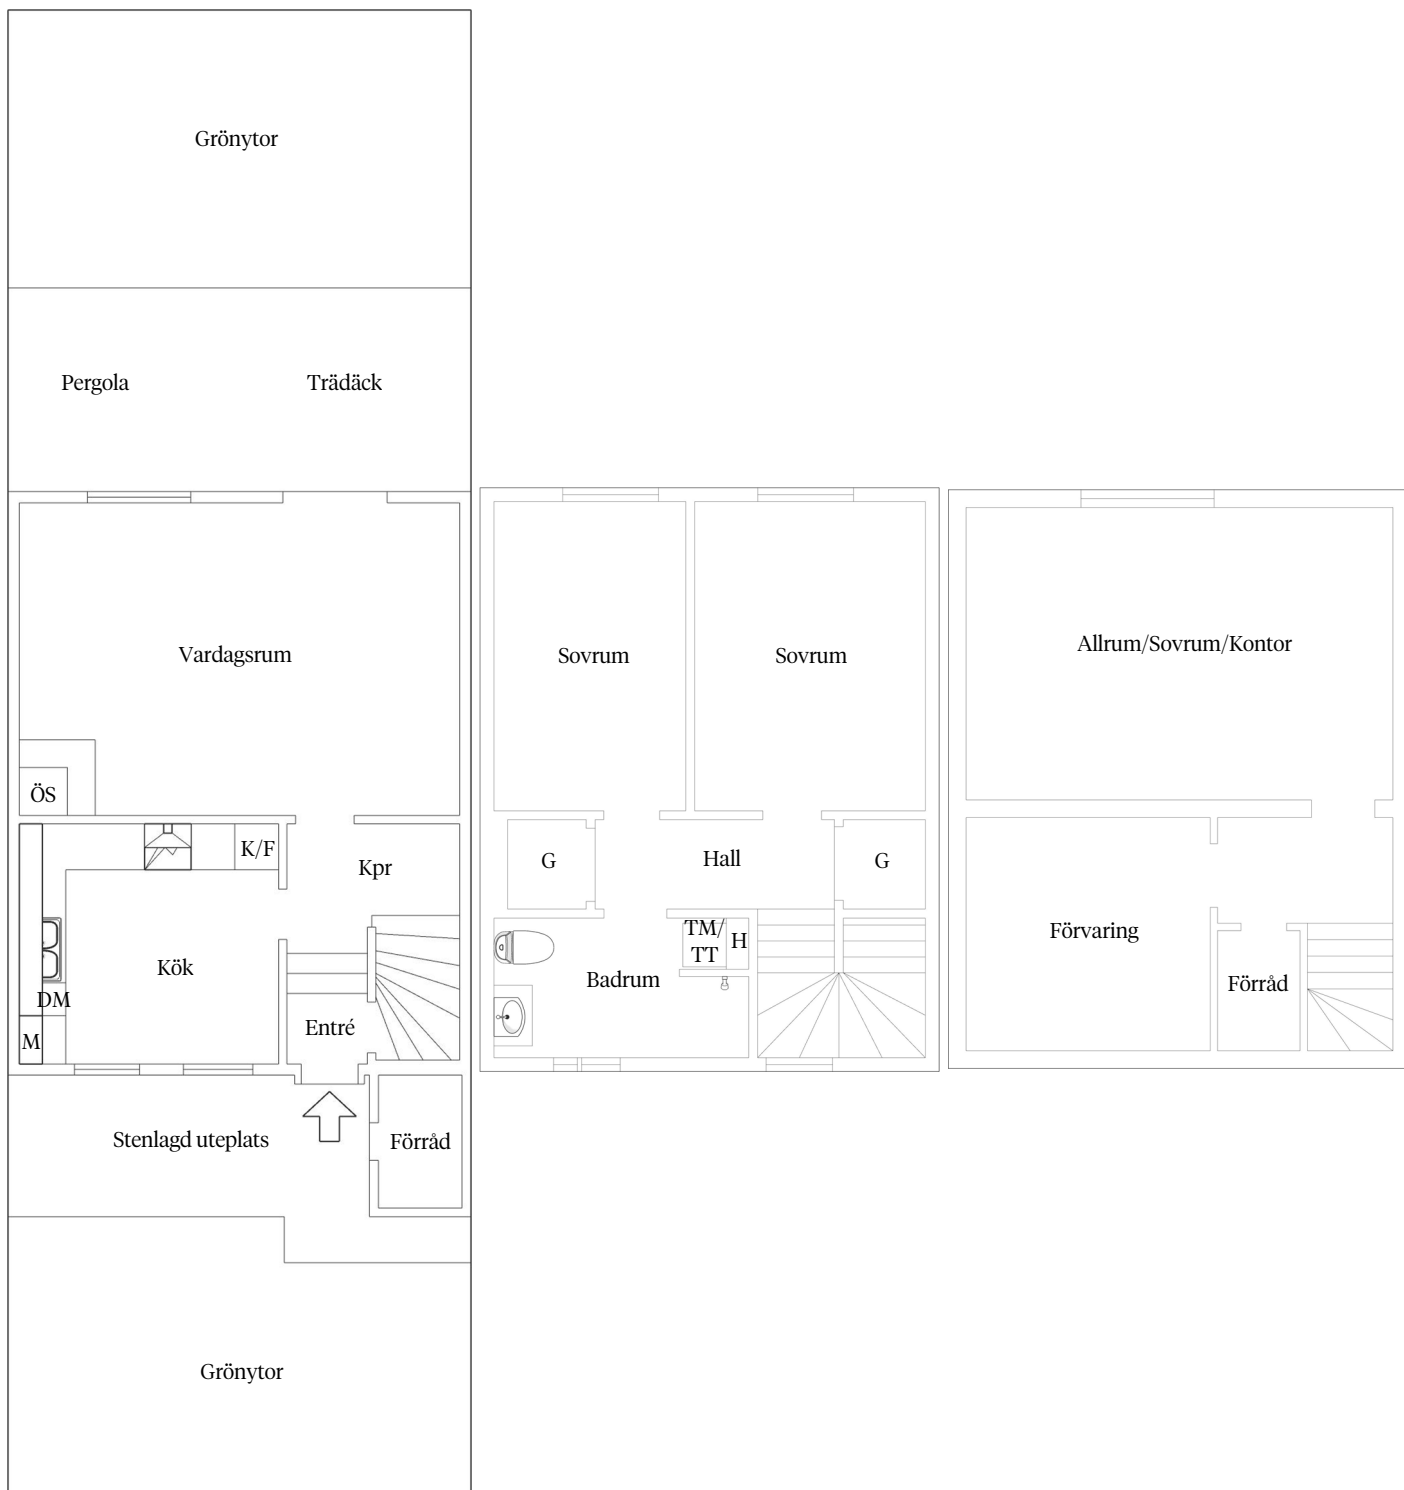 Grönytor
Pergola
Trädäck
Vardagsrum
ÖS
K/F
Kpr
Kök
DM
M
Entré
Stenlagd uteplats
Förråd
Grönytor
Sovrum
Sovrum
G
Hall
G
TM/
TT
H
Badrum
Allrum/Sovrum/Kontor
Förvaring
Förråd